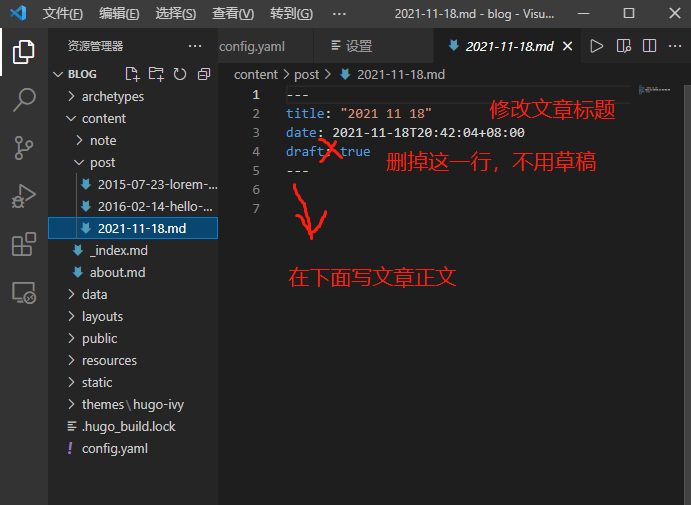 文件(F) 编辑(E) 选择(S) 查看(V) 转到(G) ··· 2021-11-18.md - blog - Visu...
资源管理器 ··· config.yaml 设置 2021-11-18.md
BLOG
content > post > 2021-11-18.md
archetypes
content
note
post
2015-07-23-lorem-...
2016-02-14-hello-...
2021-11-18.md
_index.md
about.md
data
layouts
public
resources
static
themes\hugo-ivy
.hugo_build.lock
! config.yaml
1 ---
2 title: "2021 11 18" 修改文章标题
3 date: 2021-11-18T20:42:04+08:00
4 draft: true 删掉这一行，不用草稿
5 ---
6
7
在下面写文章正文